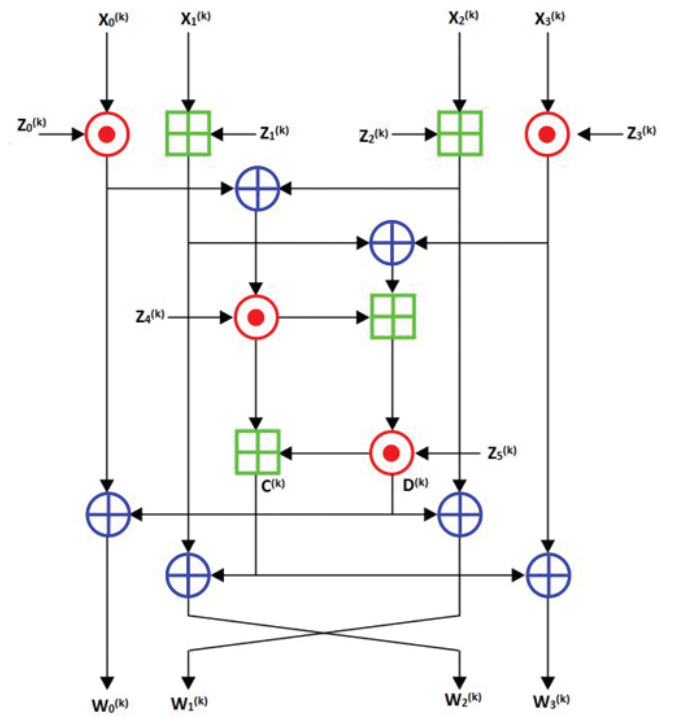 X₀⁽ᵏ⁾ X₁⁽ᵏ⁾ X₂⁽ᵏ⁾ X₃⁽ᵏ⁾
Z₀⁽ᵏ⁾ Z₁⁽ᵏ⁾ Z₂⁽ᵏ⁾ Z₃⁽ᵏ⁾
Z₄⁽ᵏ⁾
Z₅⁽ᵏ⁾
C⁽ᵏ⁾ D⁽ᵏ⁾
W₀⁽ᵏ⁾ W₁⁽ᵏ⁾ W₂⁽ᵏ⁾ W₃⁽ᵏ⁾